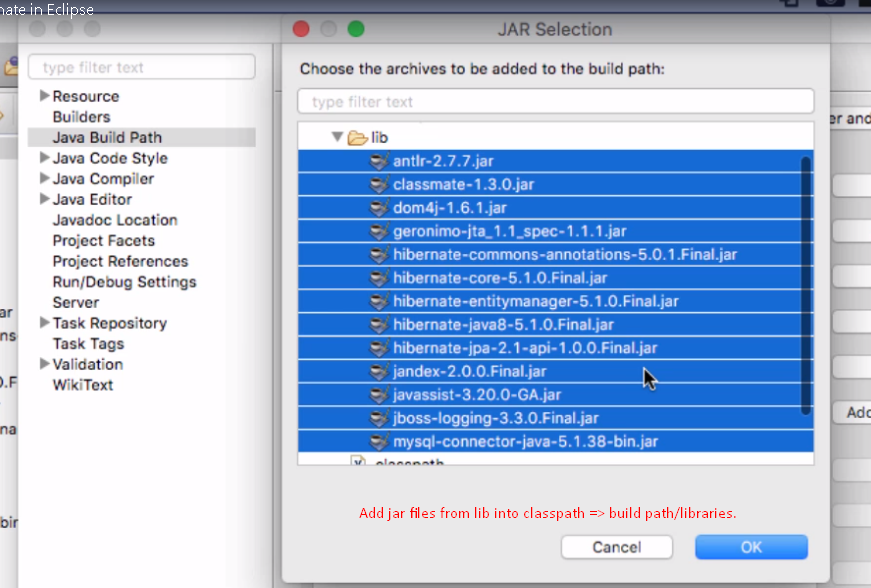 nate in Eclipse
JAR Selection
type filter text
Resource
Builders
Java Build Path
Java Code Style
Java Compiler
Java Editor
Javadoc Location
Project Facets
Project References
Run/Debug Settings
Server
Task Repository
Task Tags
Validation
WikiText
Choose the archives to be added to the build path:
type filter text
lib
antlr-2.7.7.jar
classmate-1.3.0.jar
dom4j-1.6.1.jar
geronimo-jta_1.1_spec-1.1.1.jar
hibernate-commons-annotations-5.0.1.Final.jar
hibernate-core-5.1.0.Final.jar
hibernate-entitymanager-5.1.0.Final.jar
hibernate-java8-5.1.0.Final.jar
hibernate-jpa-2.1-api-1.0.0.Final.jar
jandex-2.0.0.Final.jar
javassist-3.20.0-GA.jar
jboss-logging-3.3.0.Final.jar
mysql-connector-java-5.1.38-bin.jar
.classpath
Add jar files from lib into classpath => build path/libraries.
Cancel
OK
er and
Add